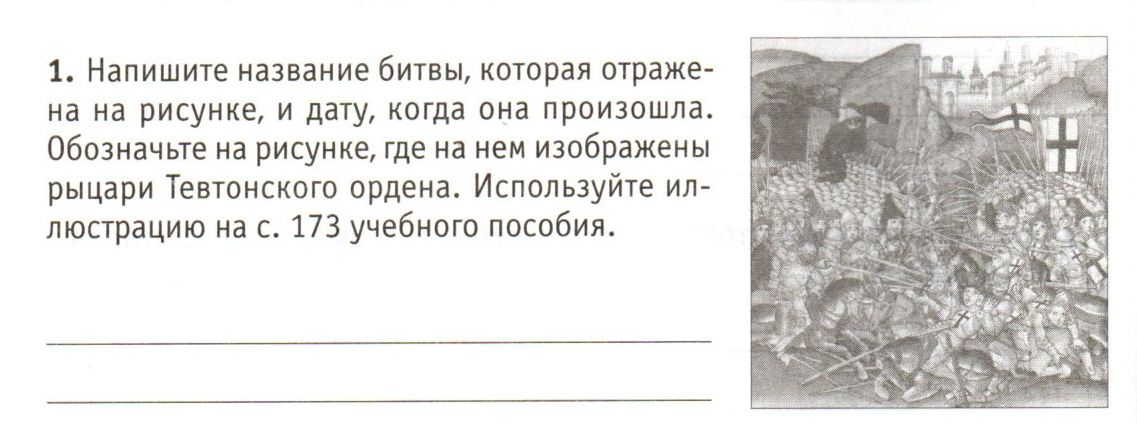 1. Напишите название битвы, которая отраже-
на на рисунке, и дату, когда она произошла.
Обозначьте на рисунке, где на нем изображены
рыцари Тевтонского ордена. Используйте ил-
люстрацию на с. 173 учебного пособия.